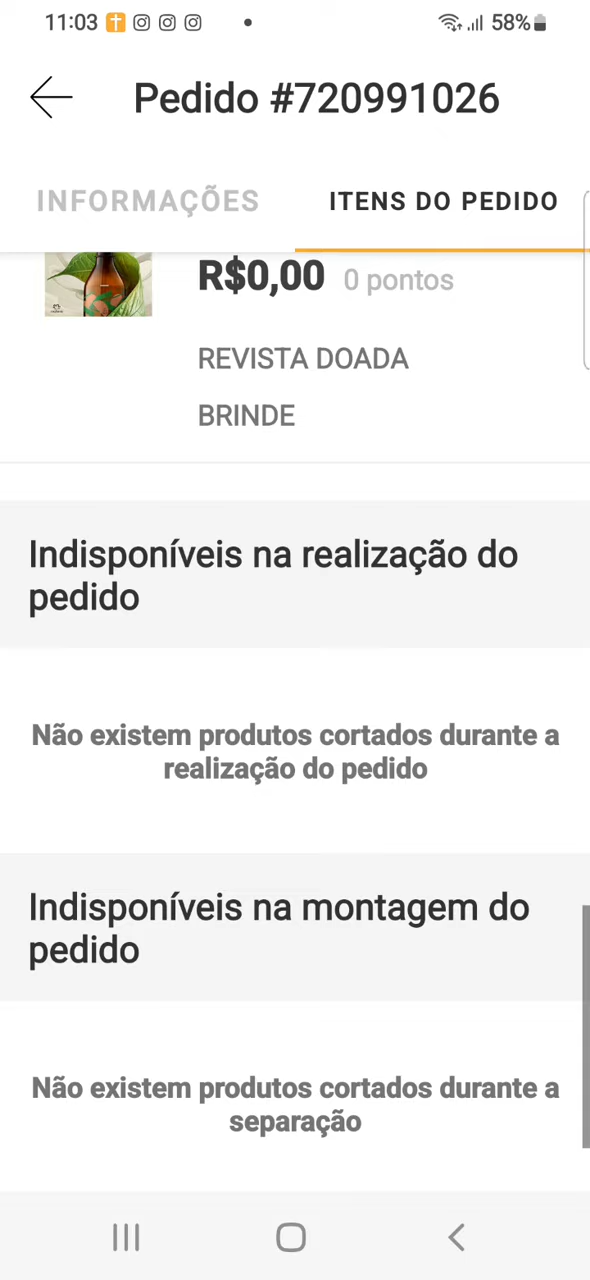 11:03
58%
Pedido #720991026
INFORMAÇÕES
ITENS DO PEDIDO
R$0,00 0 pontos
REVISTA DOADA
BRINDE
Indisponíveis na realização do
pedido
Não existem produtos cortados durante a
realização do pedido
Indisponíveis na montagem do
pedido
Não existem produtos cortados durante a
separação